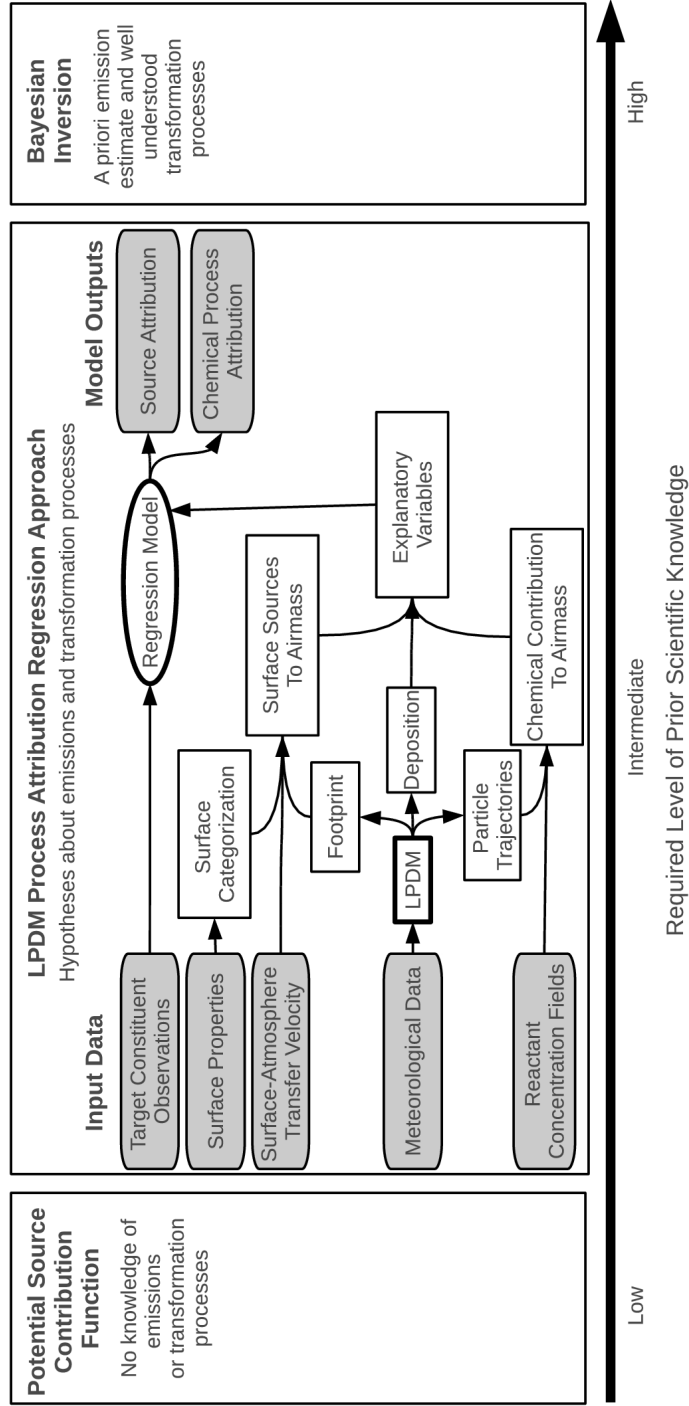 Potential Source
Contribution
Function
No knowledge of
emissions
or transformation
processes
LPDM Process Attribution Regression Approach
Hypotheses about emissions and transformation processes
Input Data
Model Outputs
Target Constituent
Observations
Surface Properties
Surface-Atmosphere
Transfer Velocity
Meteorological Data
Reactant
Concentration Fields
Surface
Categorization
Footprint
LPDM
Deposition
Particle
Trajectories
Surface Sources
To Airmass
Chemical Contribution
To Airmass
Explanatory
Variables
Regression Model
Source Attribution
Chemical Process
Attribution
Bayesian
Inversion
A priori emission
estimate and well
understood
transformation
processes
Low
Intermediate
High
Required Level of Prior Scientific Knowledge